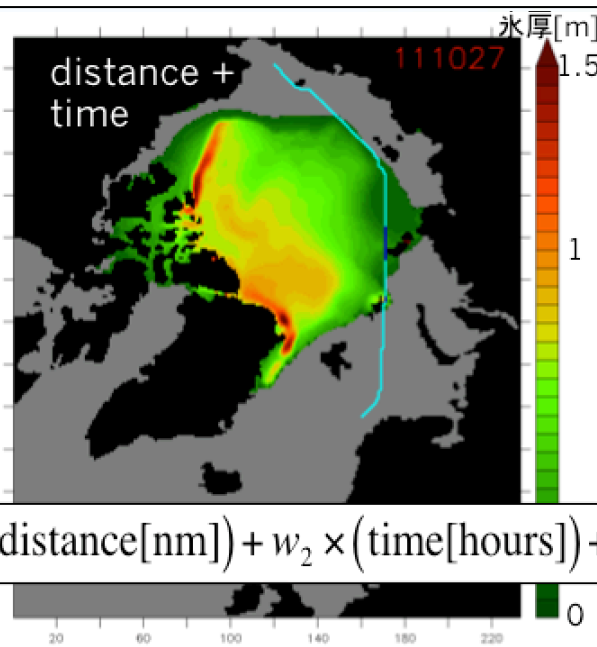 氷厚[m]
distance +
time
111027
1.5
1
distance[nm]) + w₂ ×(time[hours]) +
0
20 60 100 140 180 220